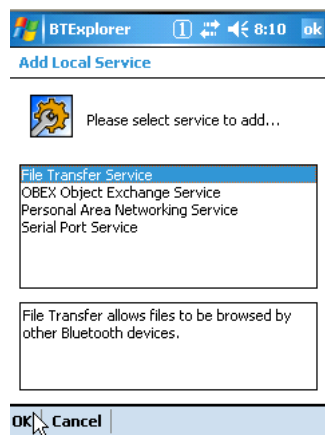 BTExplorer 1 8:10 ok
Add Local Service
Please select service to add...
File Transfer Service
OBEX Object Exchange Service
Personal Area Networking Service
Serial Port Service
File Transfer allows files to be browsed by
other Bluetooth devices.
OK Cancel